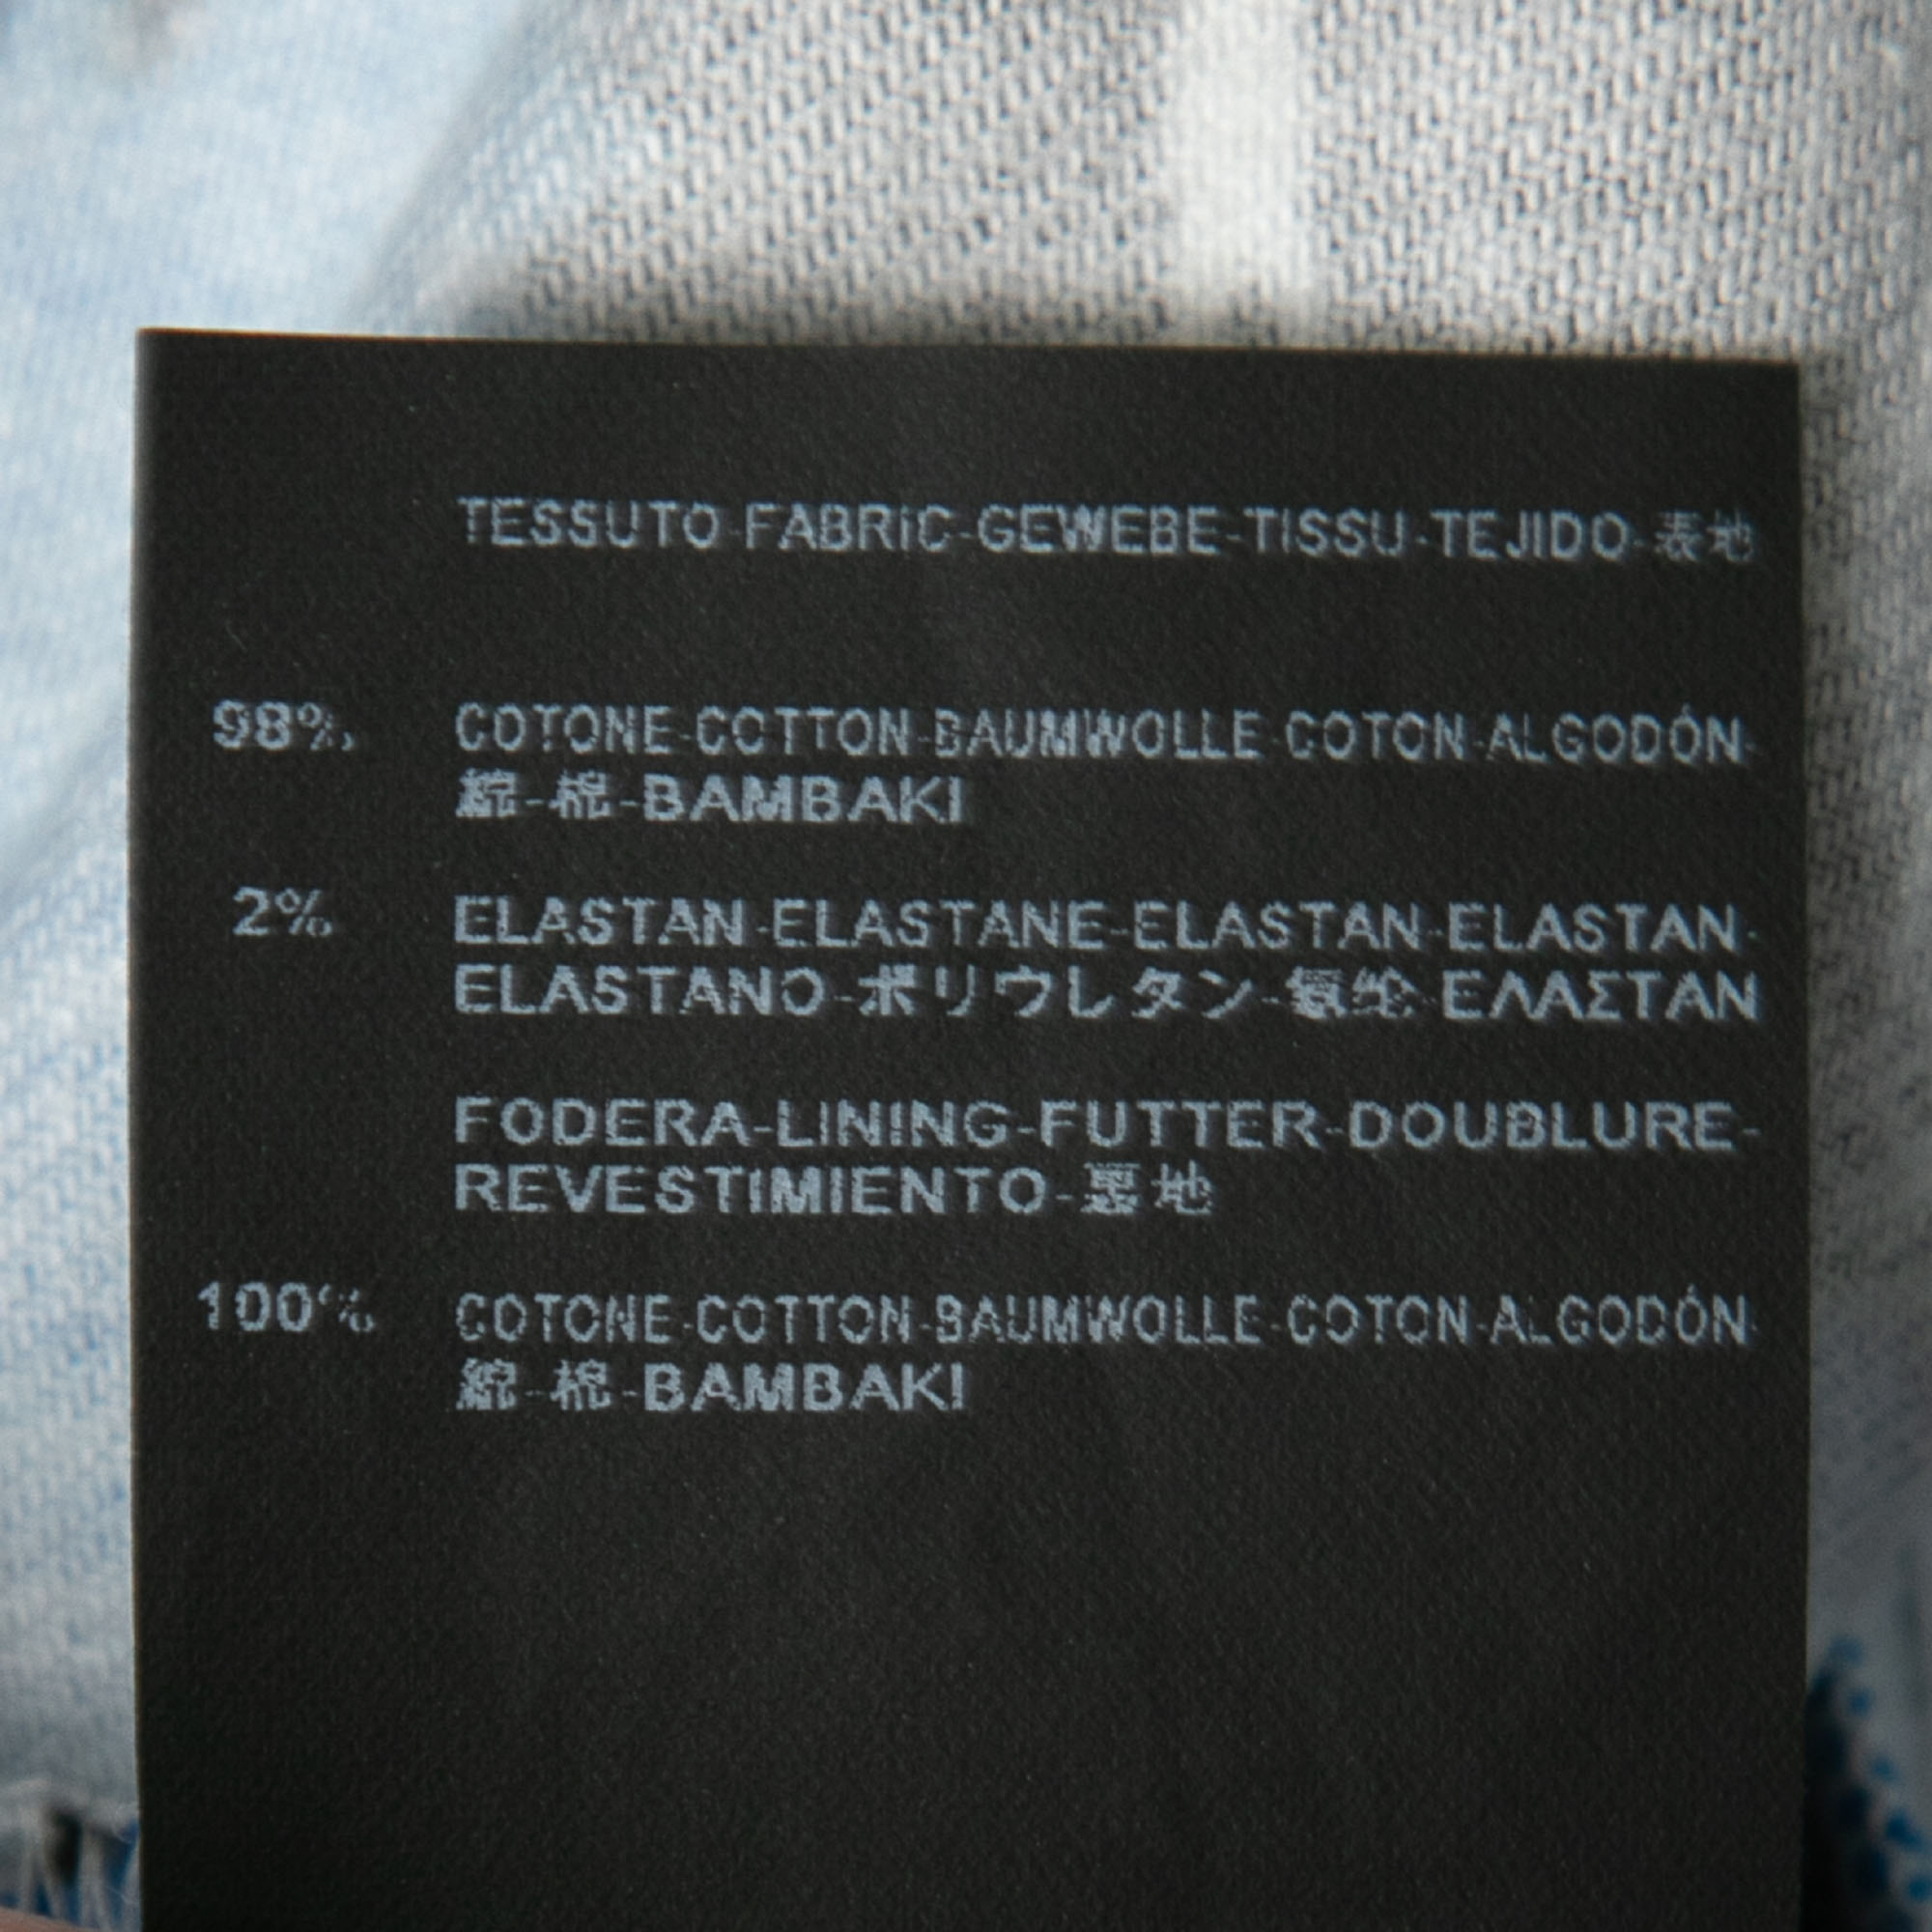 TESSUTO-FABRIC-GEWEBE-TISSU-TEJIDO-表地
98% COTONE-COTTON-BAUMWOLLE-COTON-ALGODÓN-
綿-棉-BAMBAKI
2% ELASTAN-ELASTANE-ELASTAN-ELASTAN-
ELASTANO-ポリウレタン-氨纶-ΕΛΑΣΤΑΝ
FODERA-LINING-FUTTER-DOUBLURE-
REVESTIMIENTO-裏地
100% COTONE-COTTON-BAUMWOLLE-COTON-ALGODÓN-
綿-棉-BAMBAKI